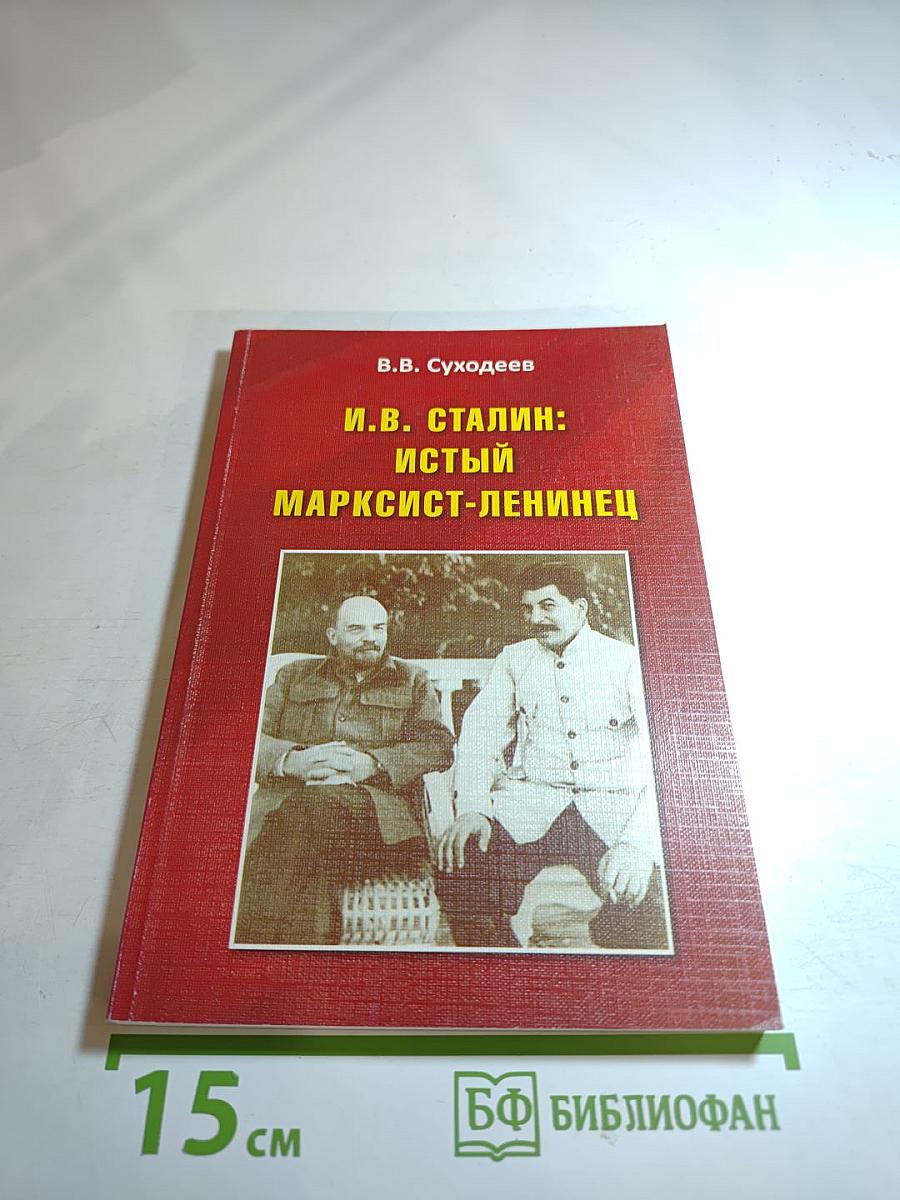 В.В. Суходеев
И.В. СТАЛИН:
ИСТЫЙ
МАРКСИСТ-ЛЕНИНЕЦ
15 см
БФ БИБЛИОФАН